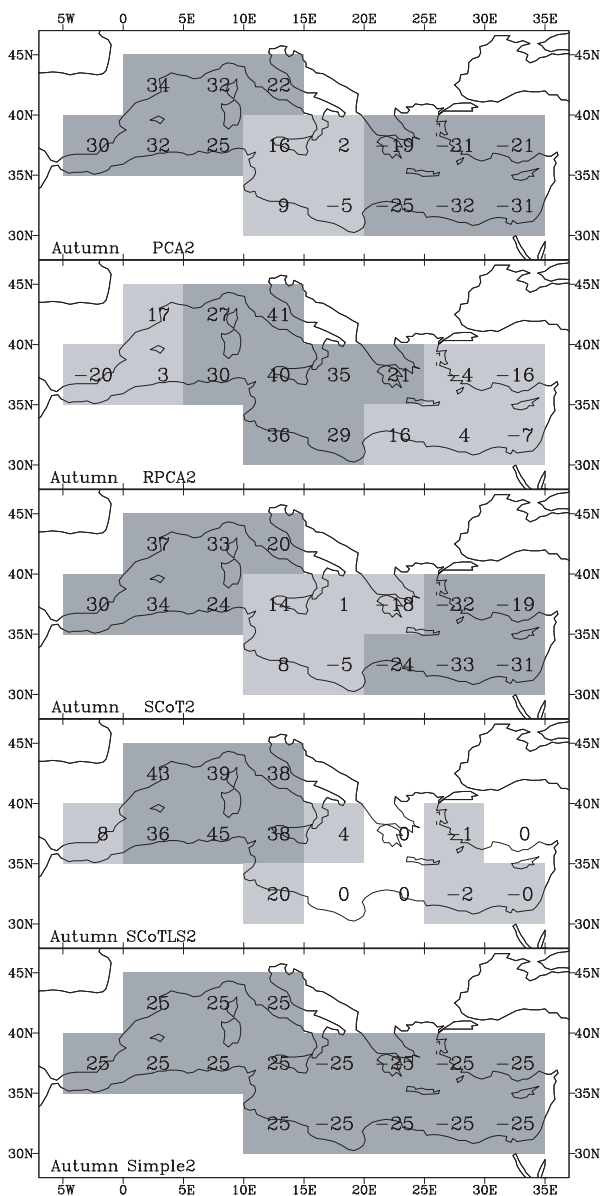 5W 0 5E 10E 15E 20E 25E 30E 35E
45N 45N
34 32 22
40N 40N
30 32 25 16 2 −19 −31 −21
35N 35N
9 −5 −25 −32 −31
30N 30N
Autumn PCA2
45N 45N
17 27 41
40N 40N
−20 3 30 40 35 21 −4 −16
35N 35N
36 29 16 4 −7
30N 30N
Autumn RPCA2
45N 45N
37 33 20
40N 40N
30 34 24 14 1 −18 −32 −19
35N 35N
8 −5 −24 −33 −31
30N 30N
Autumn SCoT2
45N 45N
43 39 38
40N 40N
8 36 45 38 4 0 −1 0
35N 35N
20 0 0 −2 −0
30N 30N
Autumn SCoTLS2
45N 45N
25 25 25
40N 40N
25 25 25 25 −25 −25 −25 −25
35N 35N
25 −25 −25 −25 −25
30N 30N
Autumn Simple2
5W 0 5E 10E 15E 20E 25E 30E 35E